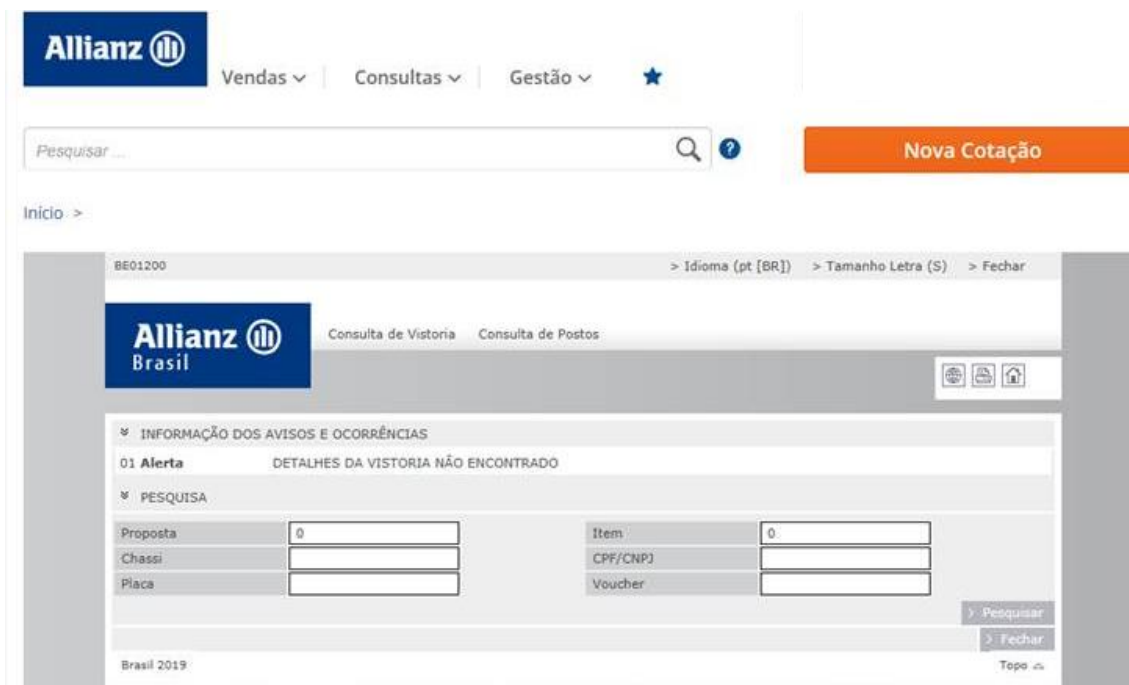 Allianz
Vendas Consultas Gestão
Pesquisar ...
?
Nova Cotação
Início >
BE01200 > Idioma (pt [BR]) > Tamanho Letra (S) > Fechar
Allianz
Brasil
Consulta de Vistoria Consulta de Postos
INFORMAÇÃO DOS AVISOS E OCORRÊNCIAS
01 Alerta DETALHES DA VISTORIA NÃO ENCONTRADO
PESQUISA
Proposta 0 Item 0
Chassi CPF/CNPJ
Placa Voucher
> Pesquisar
> Fechar
Brasil 2019 Topo